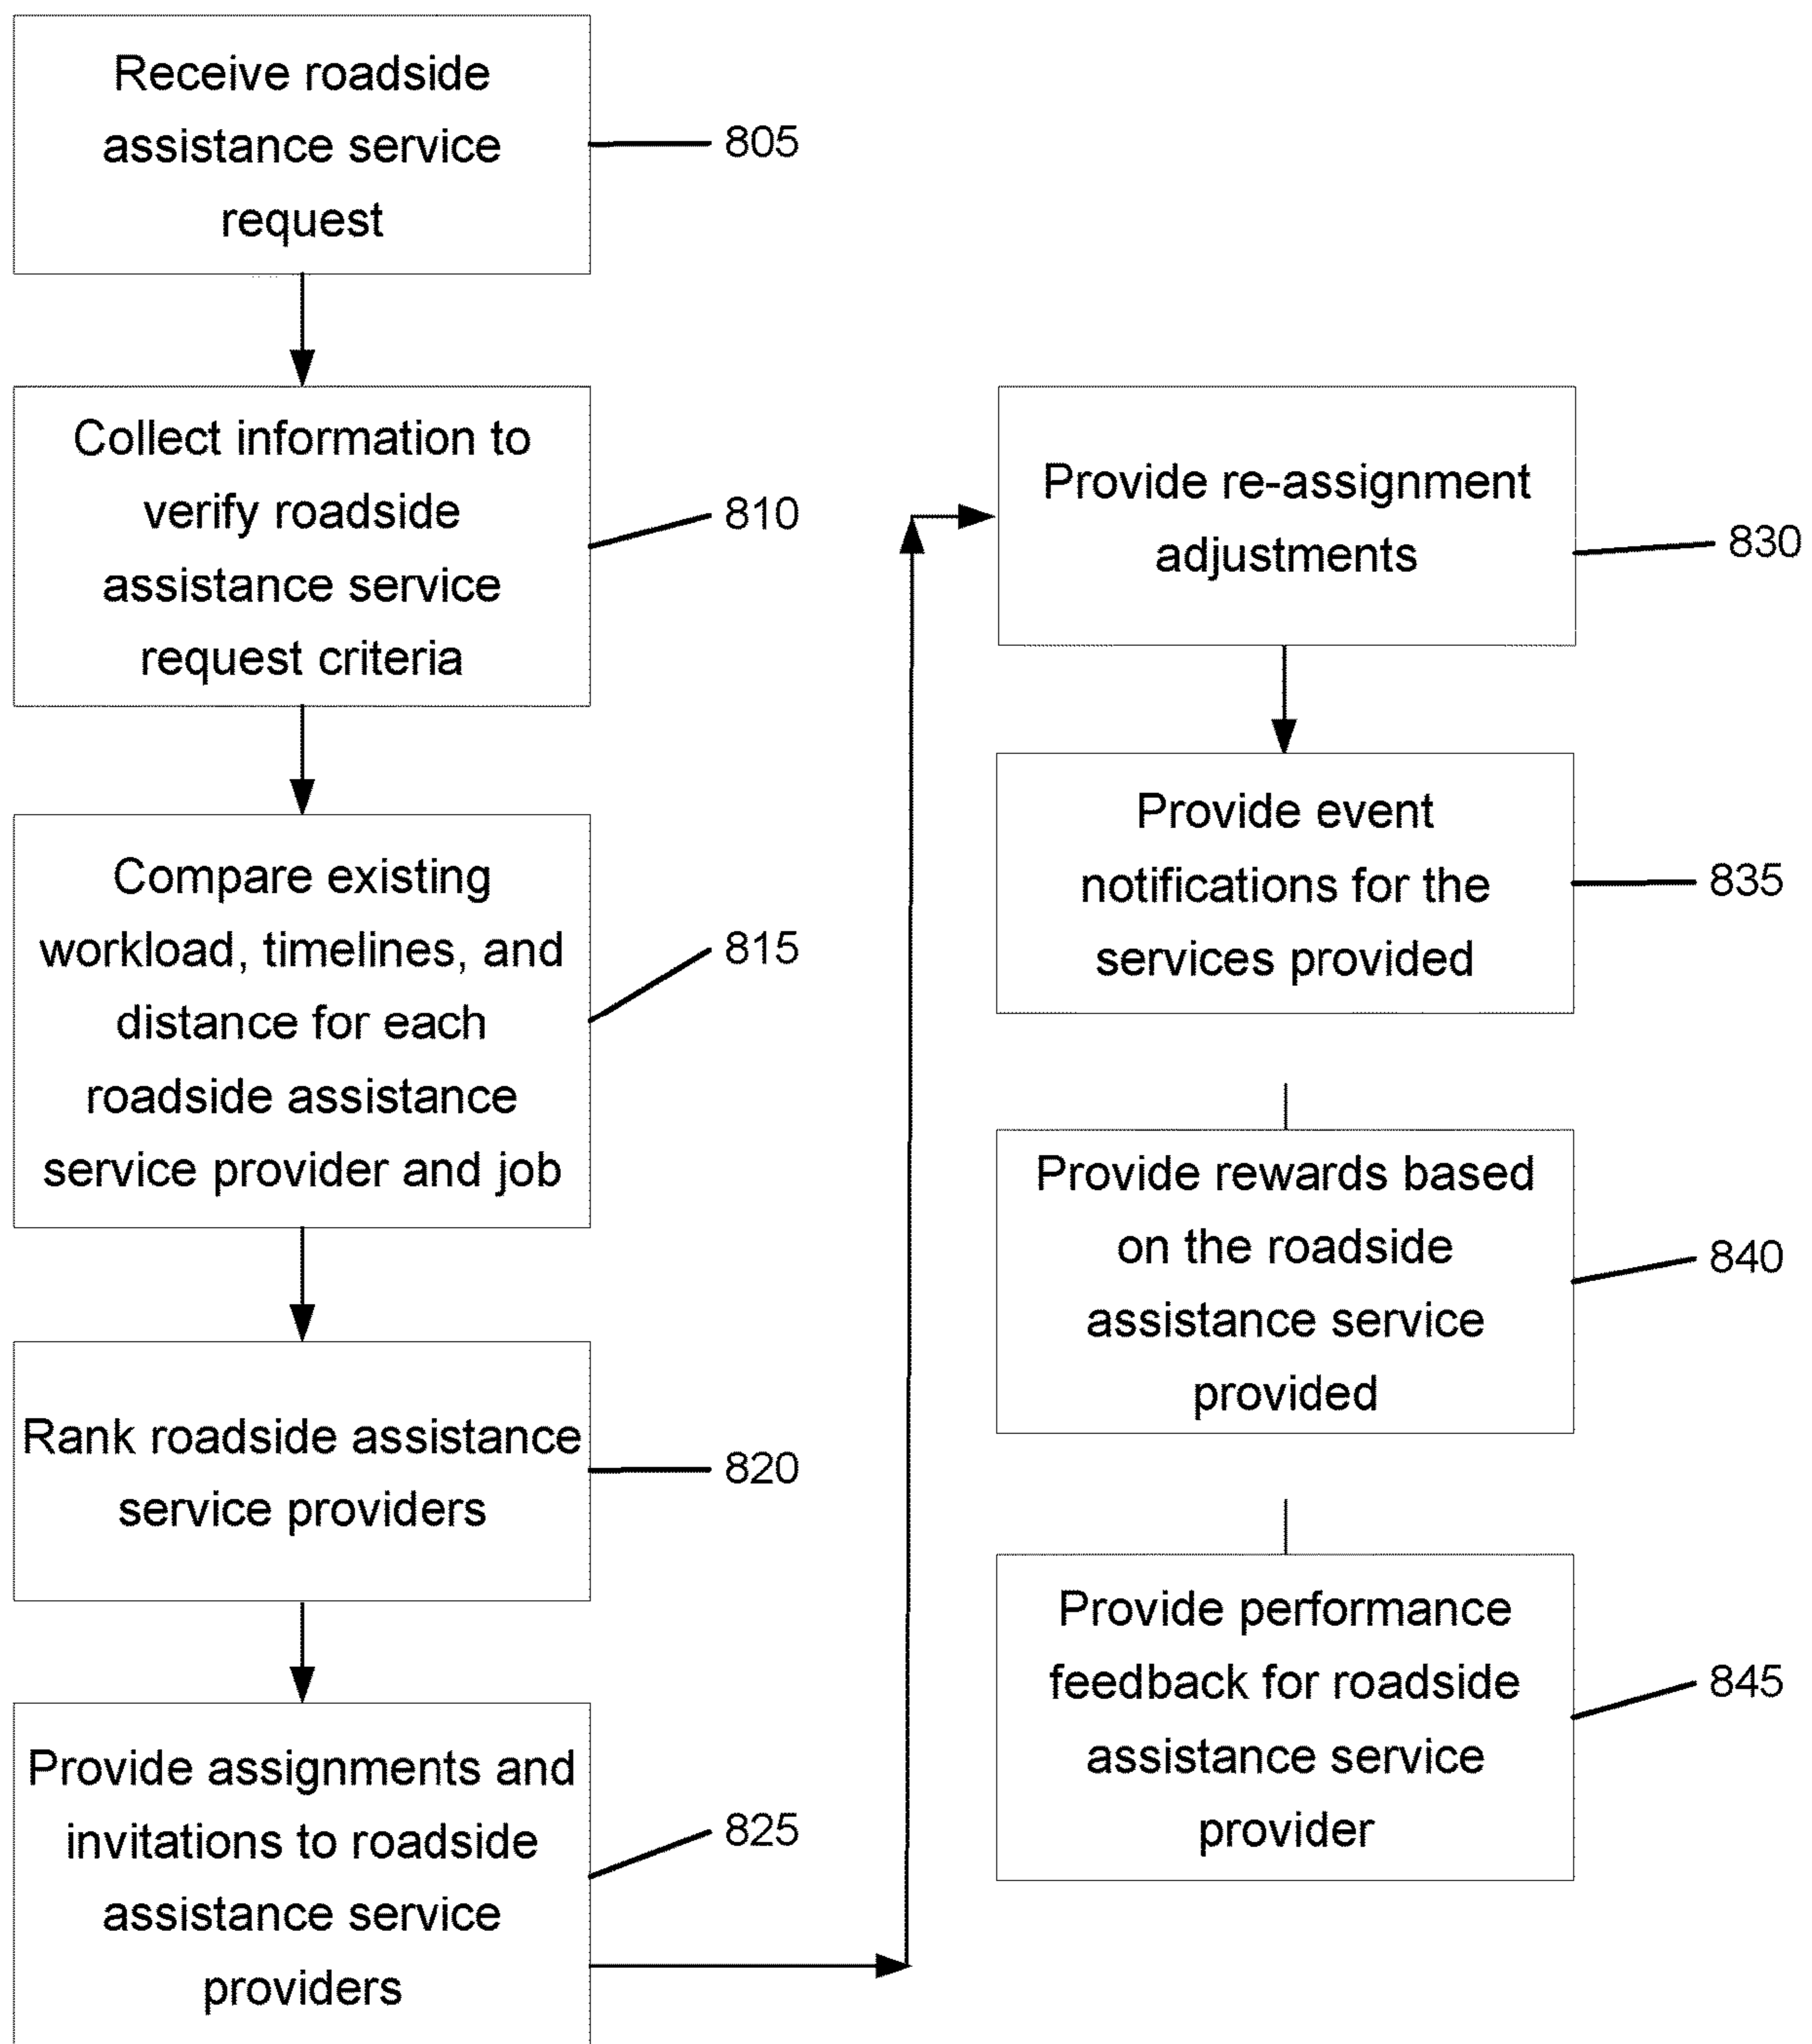 Receive roadside
assistance service
request
805
Collect information to
verify roadside
assistance service
request criteria
810
Compare existing
workload, timelines, and
distance for each
roadside assistance
service provider and job
815
Rank roadside assistance
service providers
820
Provide assignments and
invitations to roadside
assistance service
providers
825
Provide re-assignment
adjustments
830
Provide event
notifications for the
services provided
835
Provide rewards based
on the roadside
assistance service
provided
840
Provide performance
feedback for roadside
assistance service
provider
845